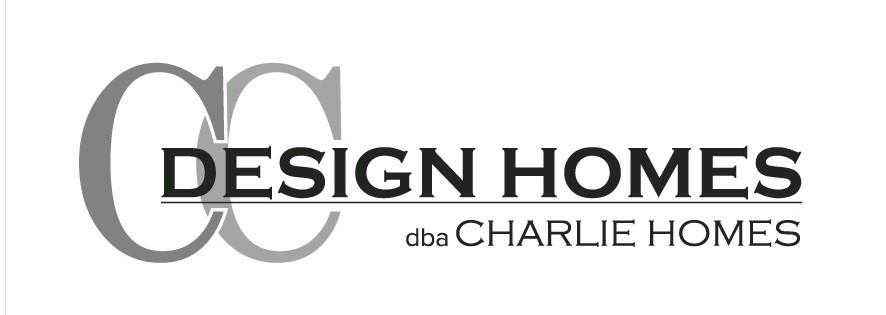 CC DESIGN HOMES
dba CHARLIE HOMES